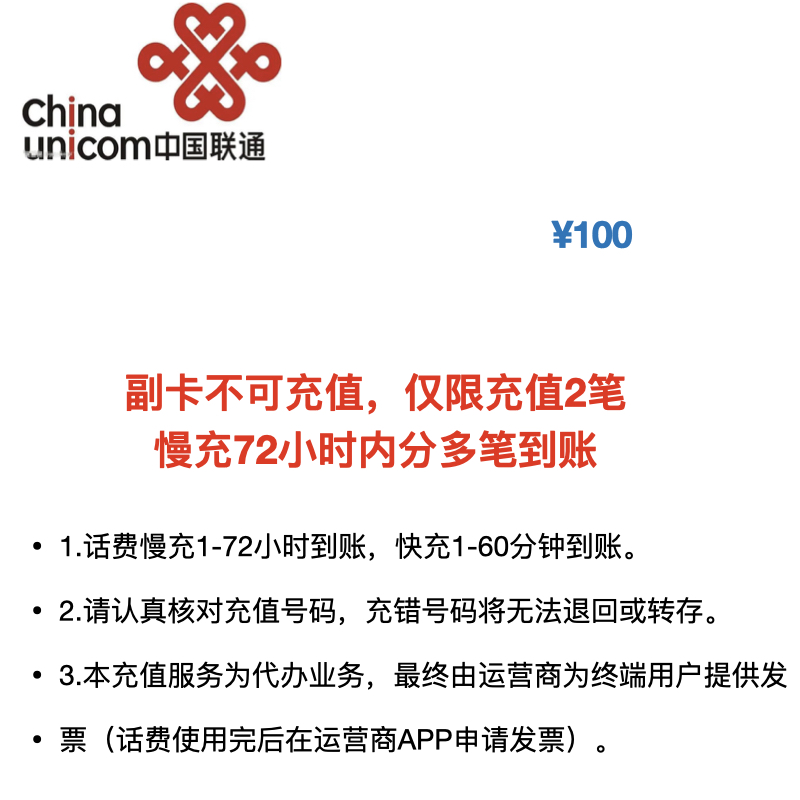 China
unicom中国联通
¥100
副卡不可充值，仅限充值2笔
慢充72小时内分多笔到账
• 1.话费慢充1-72小时到账，快充1-60分钟到账。
• 2.请认真核对充值号码，充错号码将无法退回或转存。
• 3.本充值服务为代办业务，最终由运营商为终端用户提供发
• 票（话费使用完后在运营商APP申请发票）。